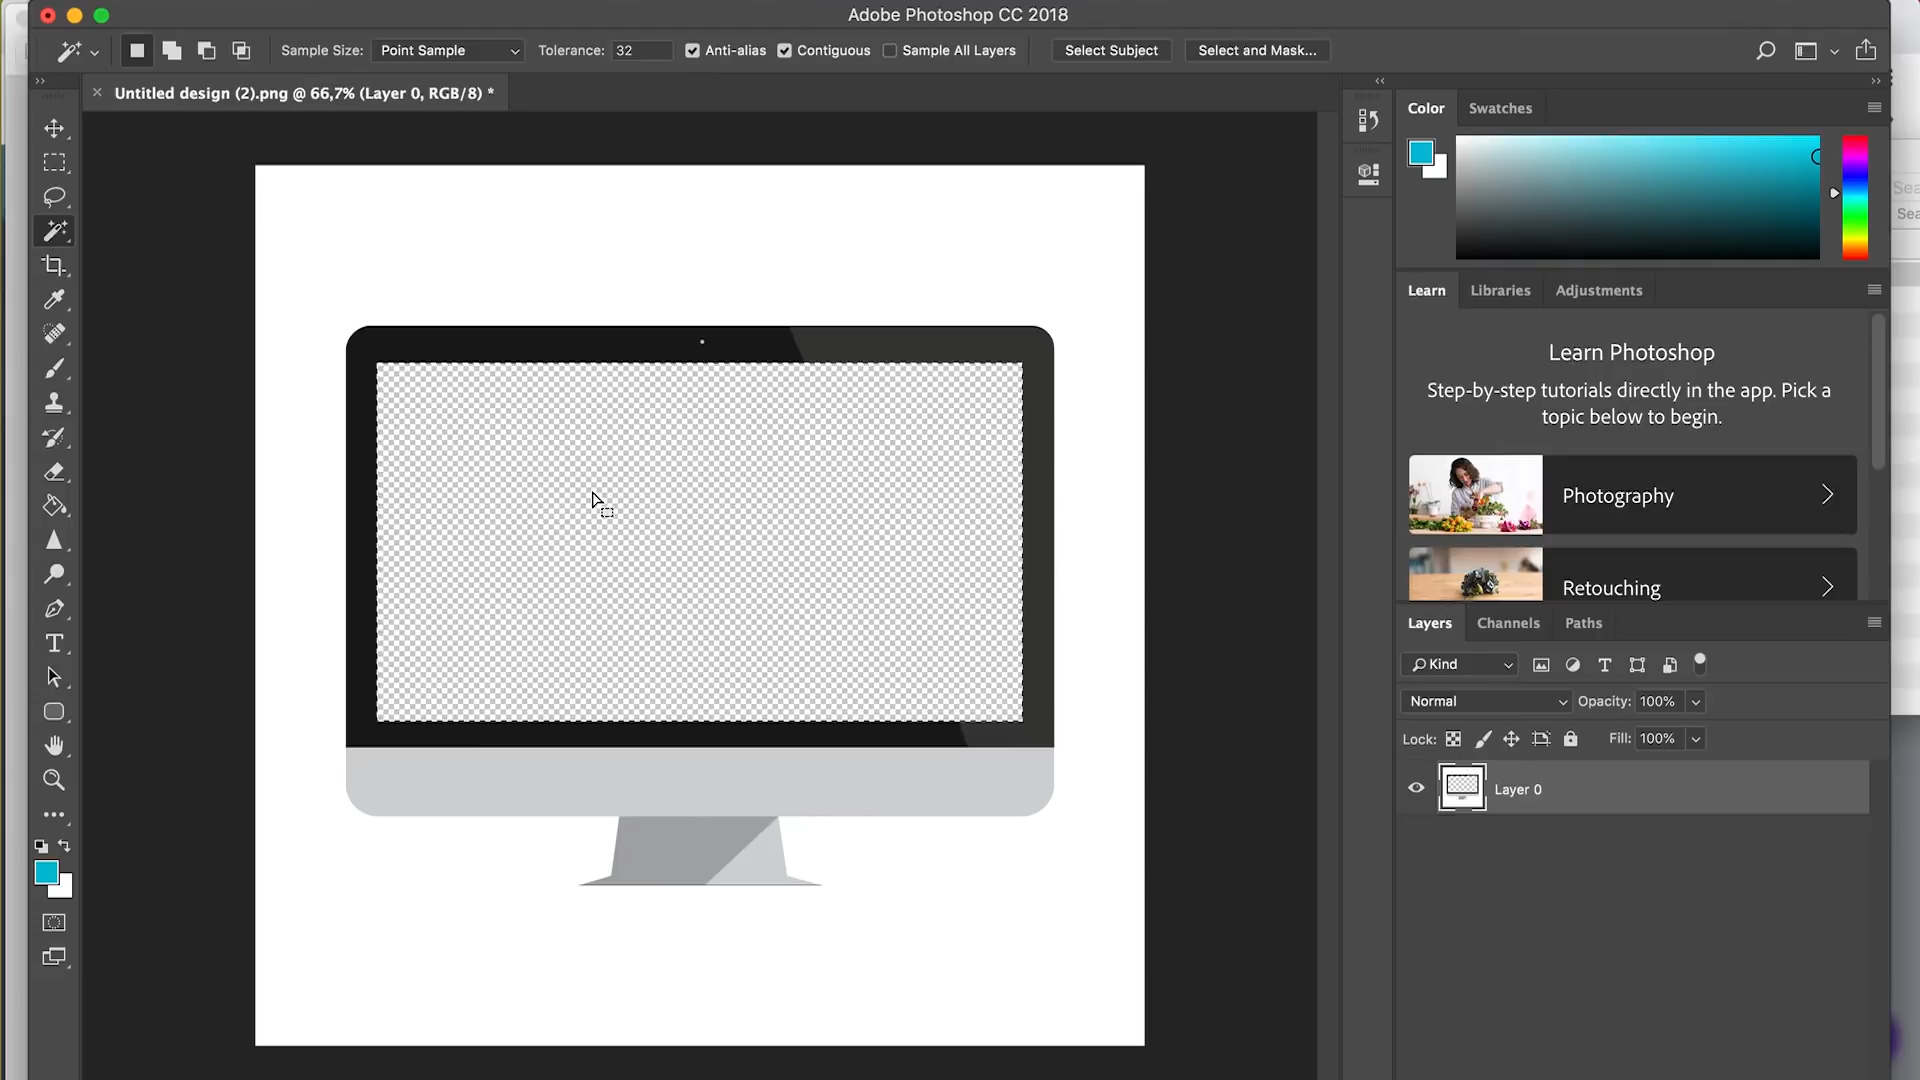 Adobe Photoshop CC 2018
Sample Size: Point Sample Tolerance: 32 Anti-alias Contiguous Sample All Layers Select Subject Select and Mask...
Untitled design (2).png @ 66,7% (Layer 0, RGB/8) *
Color Swatches
Sea
Sea
Learn Libraries Adjustments
Learn Photoshop
Step-by-step tutorials directly in the app. Pick a
topic below to begin.
Photography
Retouching
Layers Channels Paths
Kind
Normal Opacity: 100%
Lock: Fill: 100%
Layer 0